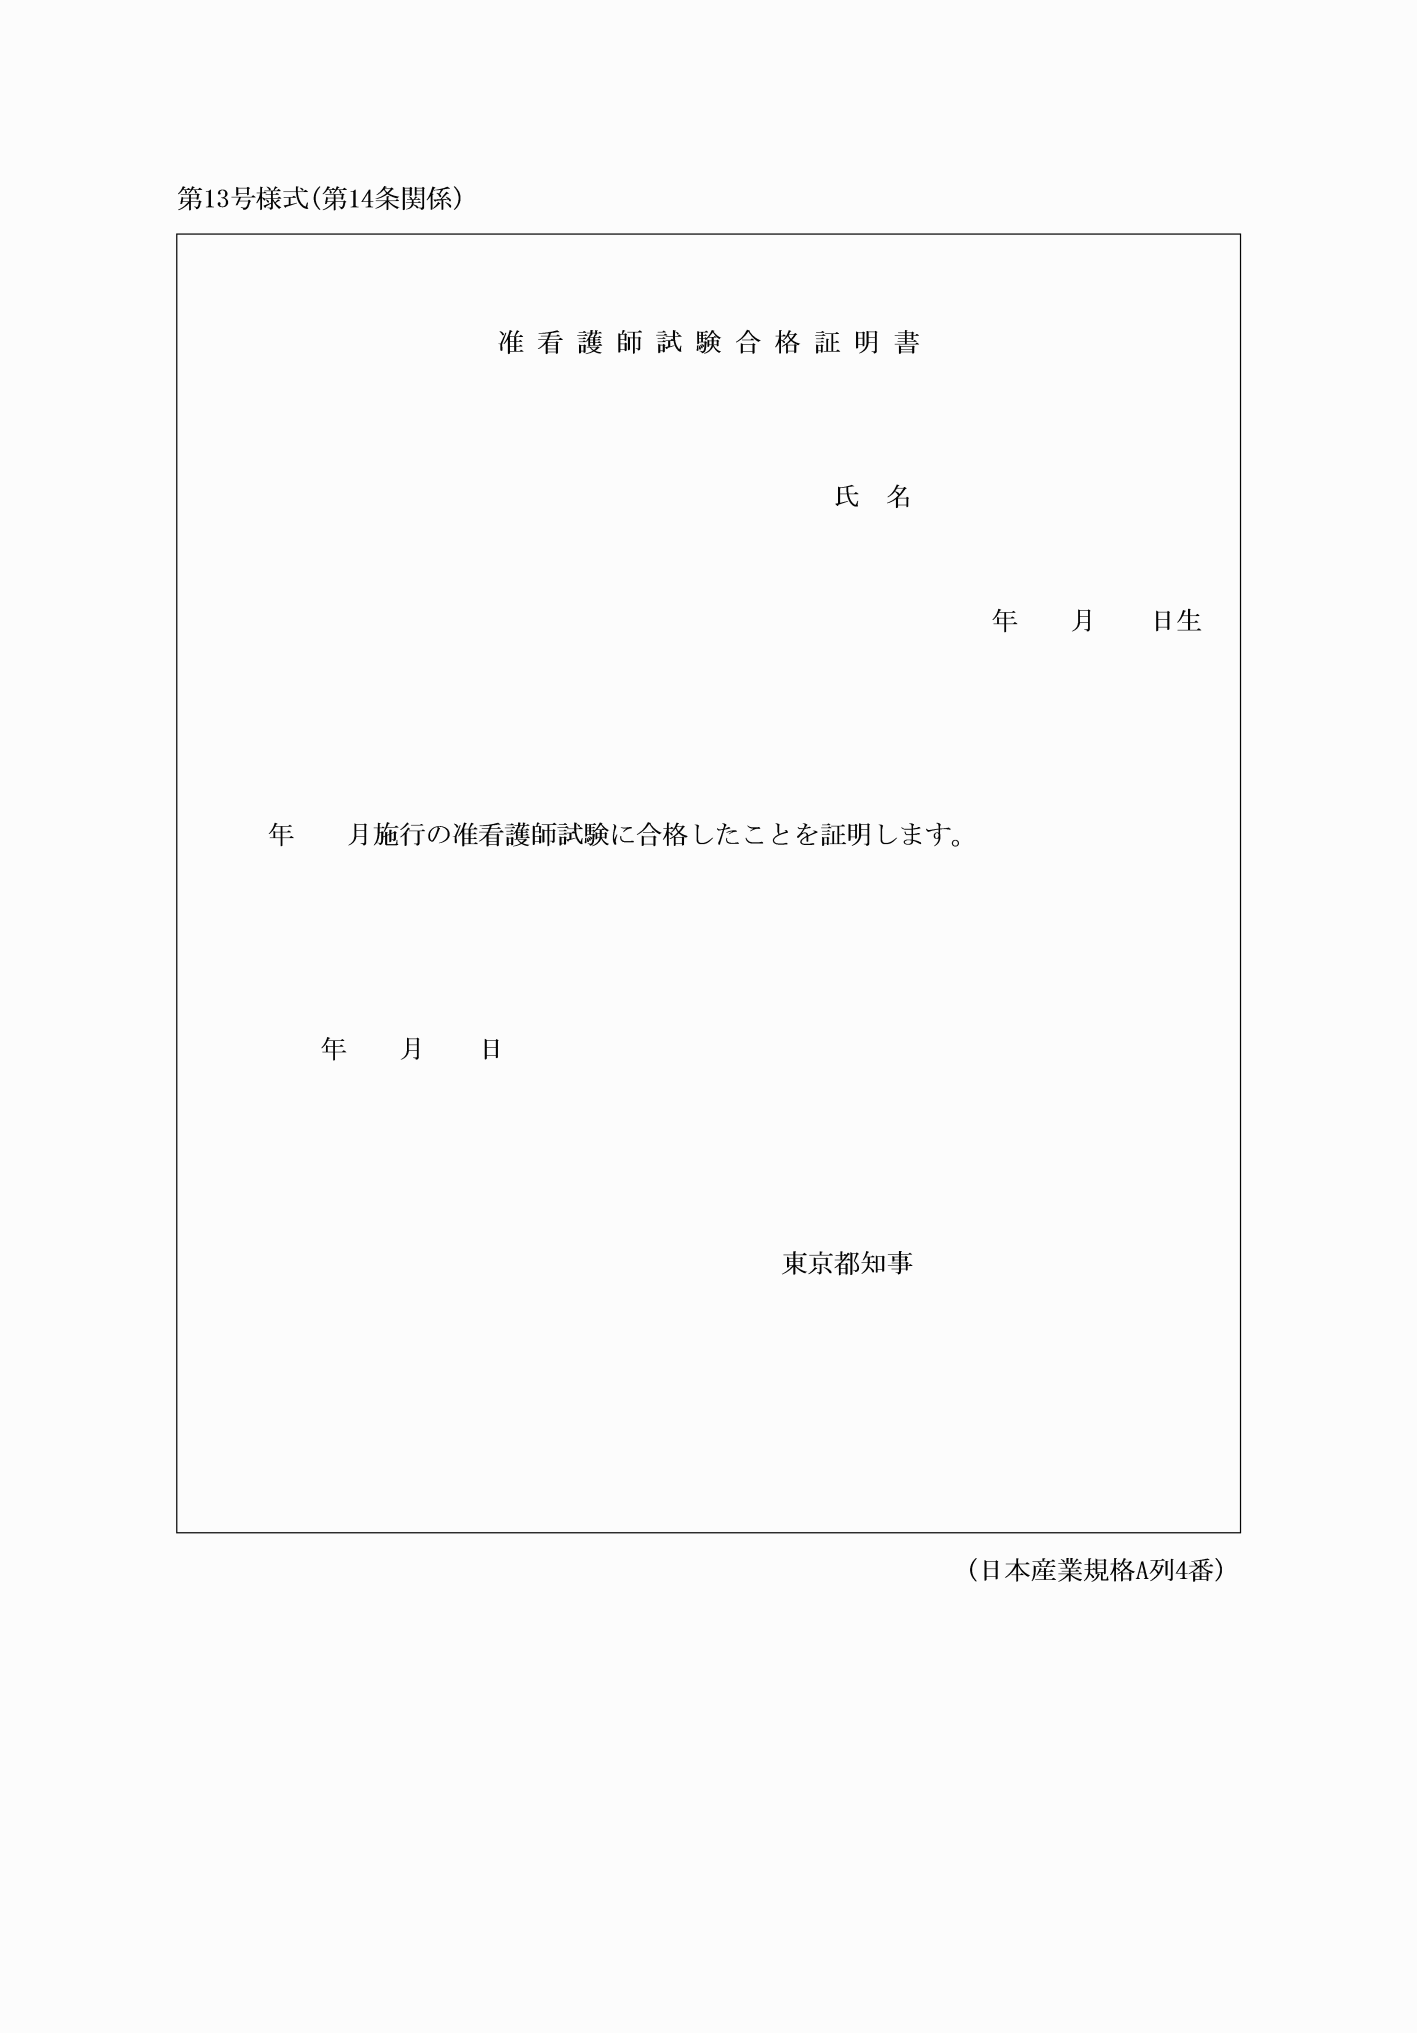 第13号様式(第14条関係)
准看護師試験合格証明書
氏　名
年　　月　　日生
年　　月施行の准看護師試験に合格したことを証明します。
年　　月　　日
東京都知事
(日本産業規格A列4番)